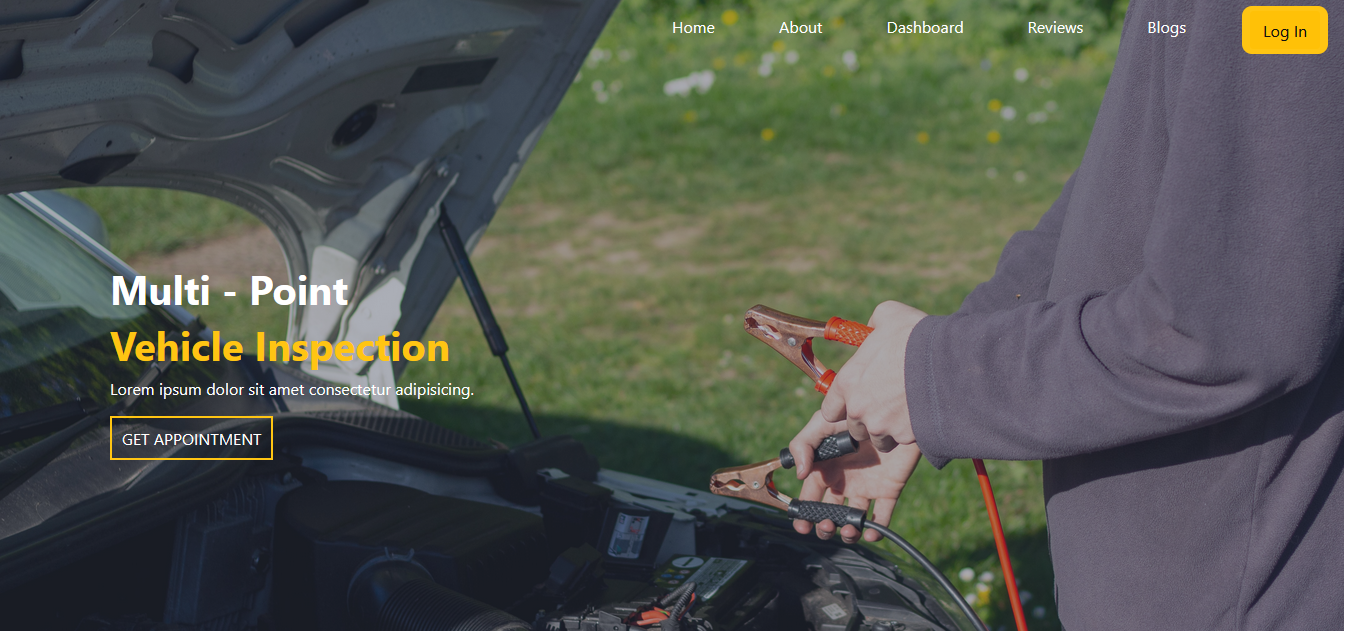 Home About Dashboard Reviews Blogs Log In
Multi - Point
Vehicle Inspection
Lorem ipsum dolor sit amet consectetur adipisicing.
GET APPOINTMENT